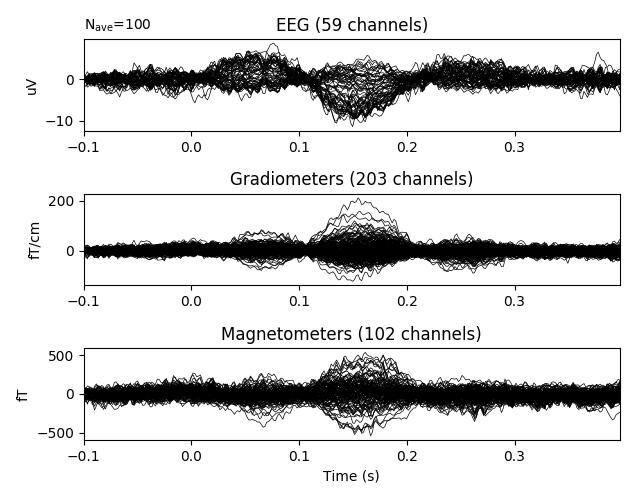 N_ave=100
EEG (59 channels)
uV
0
−10
−0.1 0.0 0.1 0.2 0.3
Gradiometers (203 channels)
fT/cm
200
0
−0.1 0.0 0.1 0.2 0.3
Magnetometers (102 channels)
fT
500
0
−500
−0.1 0.0 0.1 0.2 0.3
Time (s)